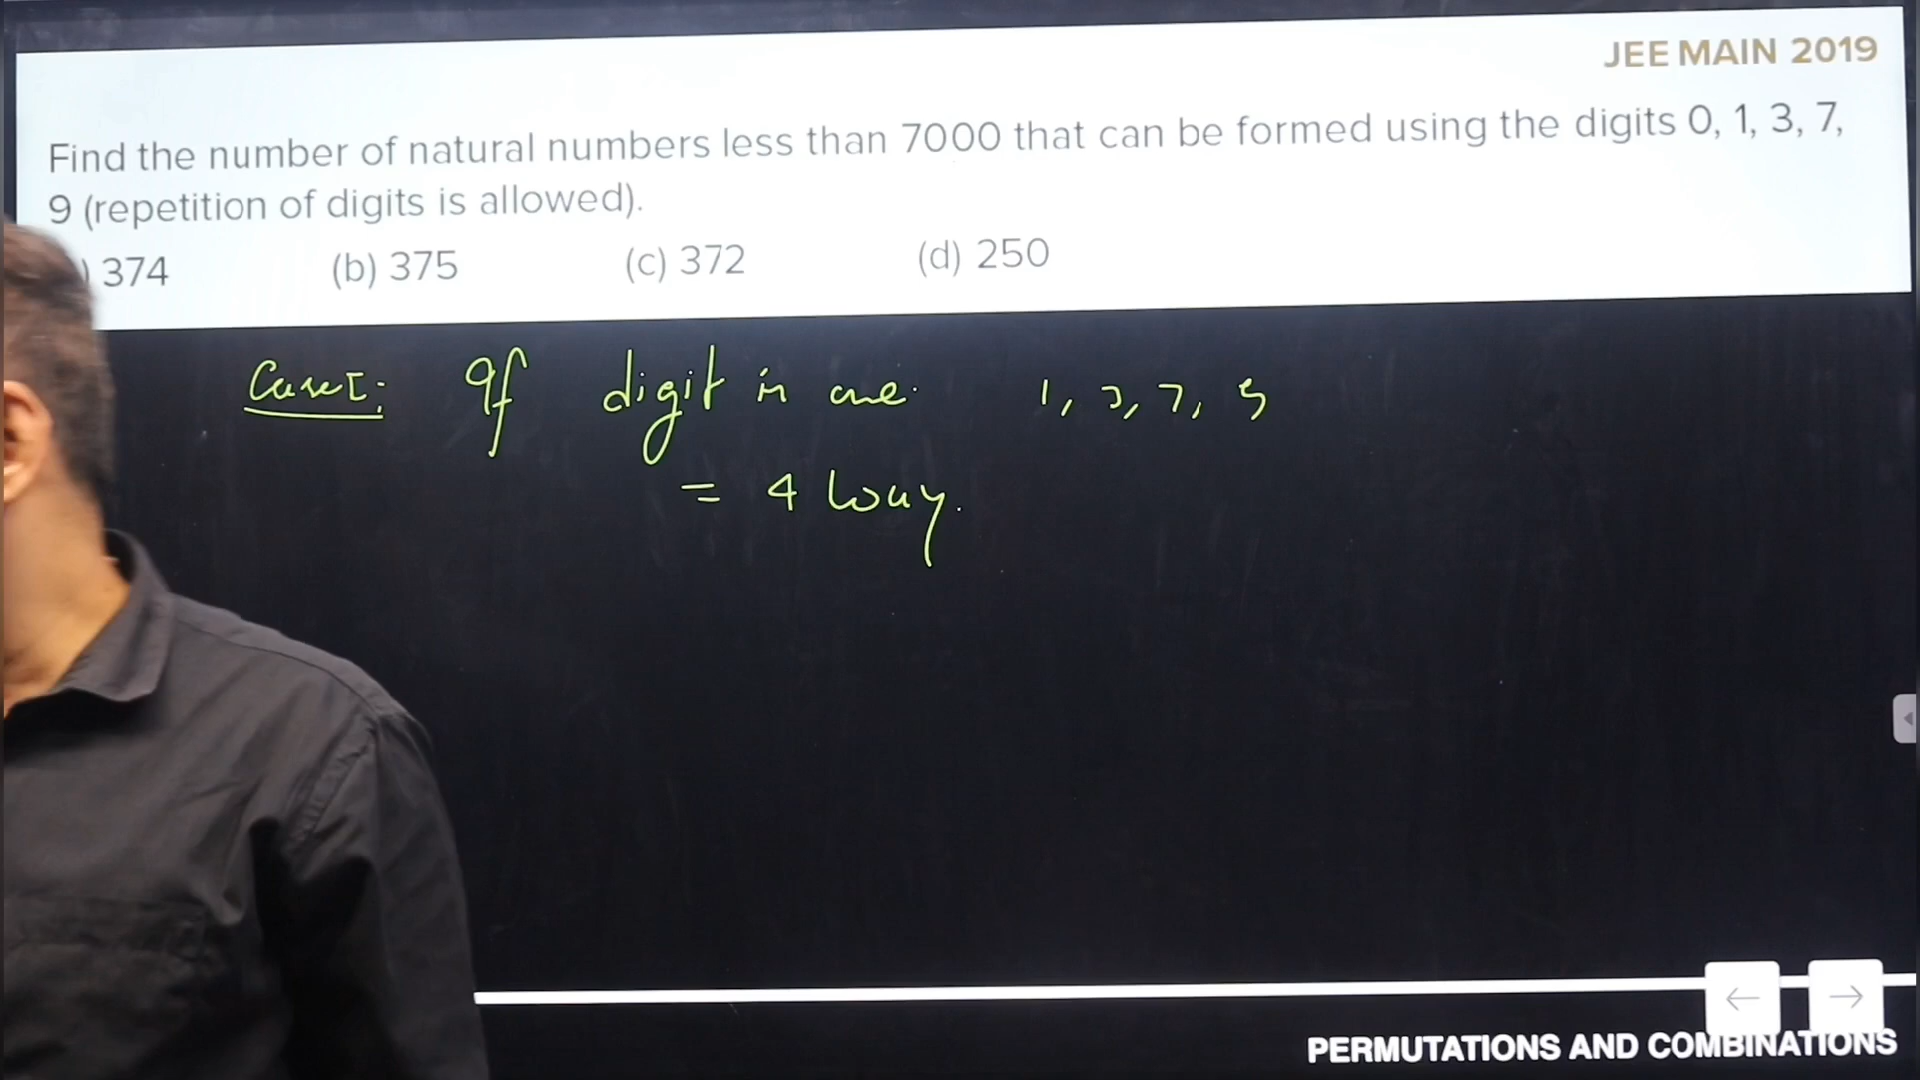 JEE MAIN 2019
Find the number of natural numbers less than 7000 that can be formed using the digits 0, 1, 3, 7,
9 (repetition of digits is allowed).
) 374 (b) 375 (c) 372 (d) 250
Case I: If digit is one. 1, 3, 7, 9
= 4 way.
PERMUTATIONS AND COMBINATIONS